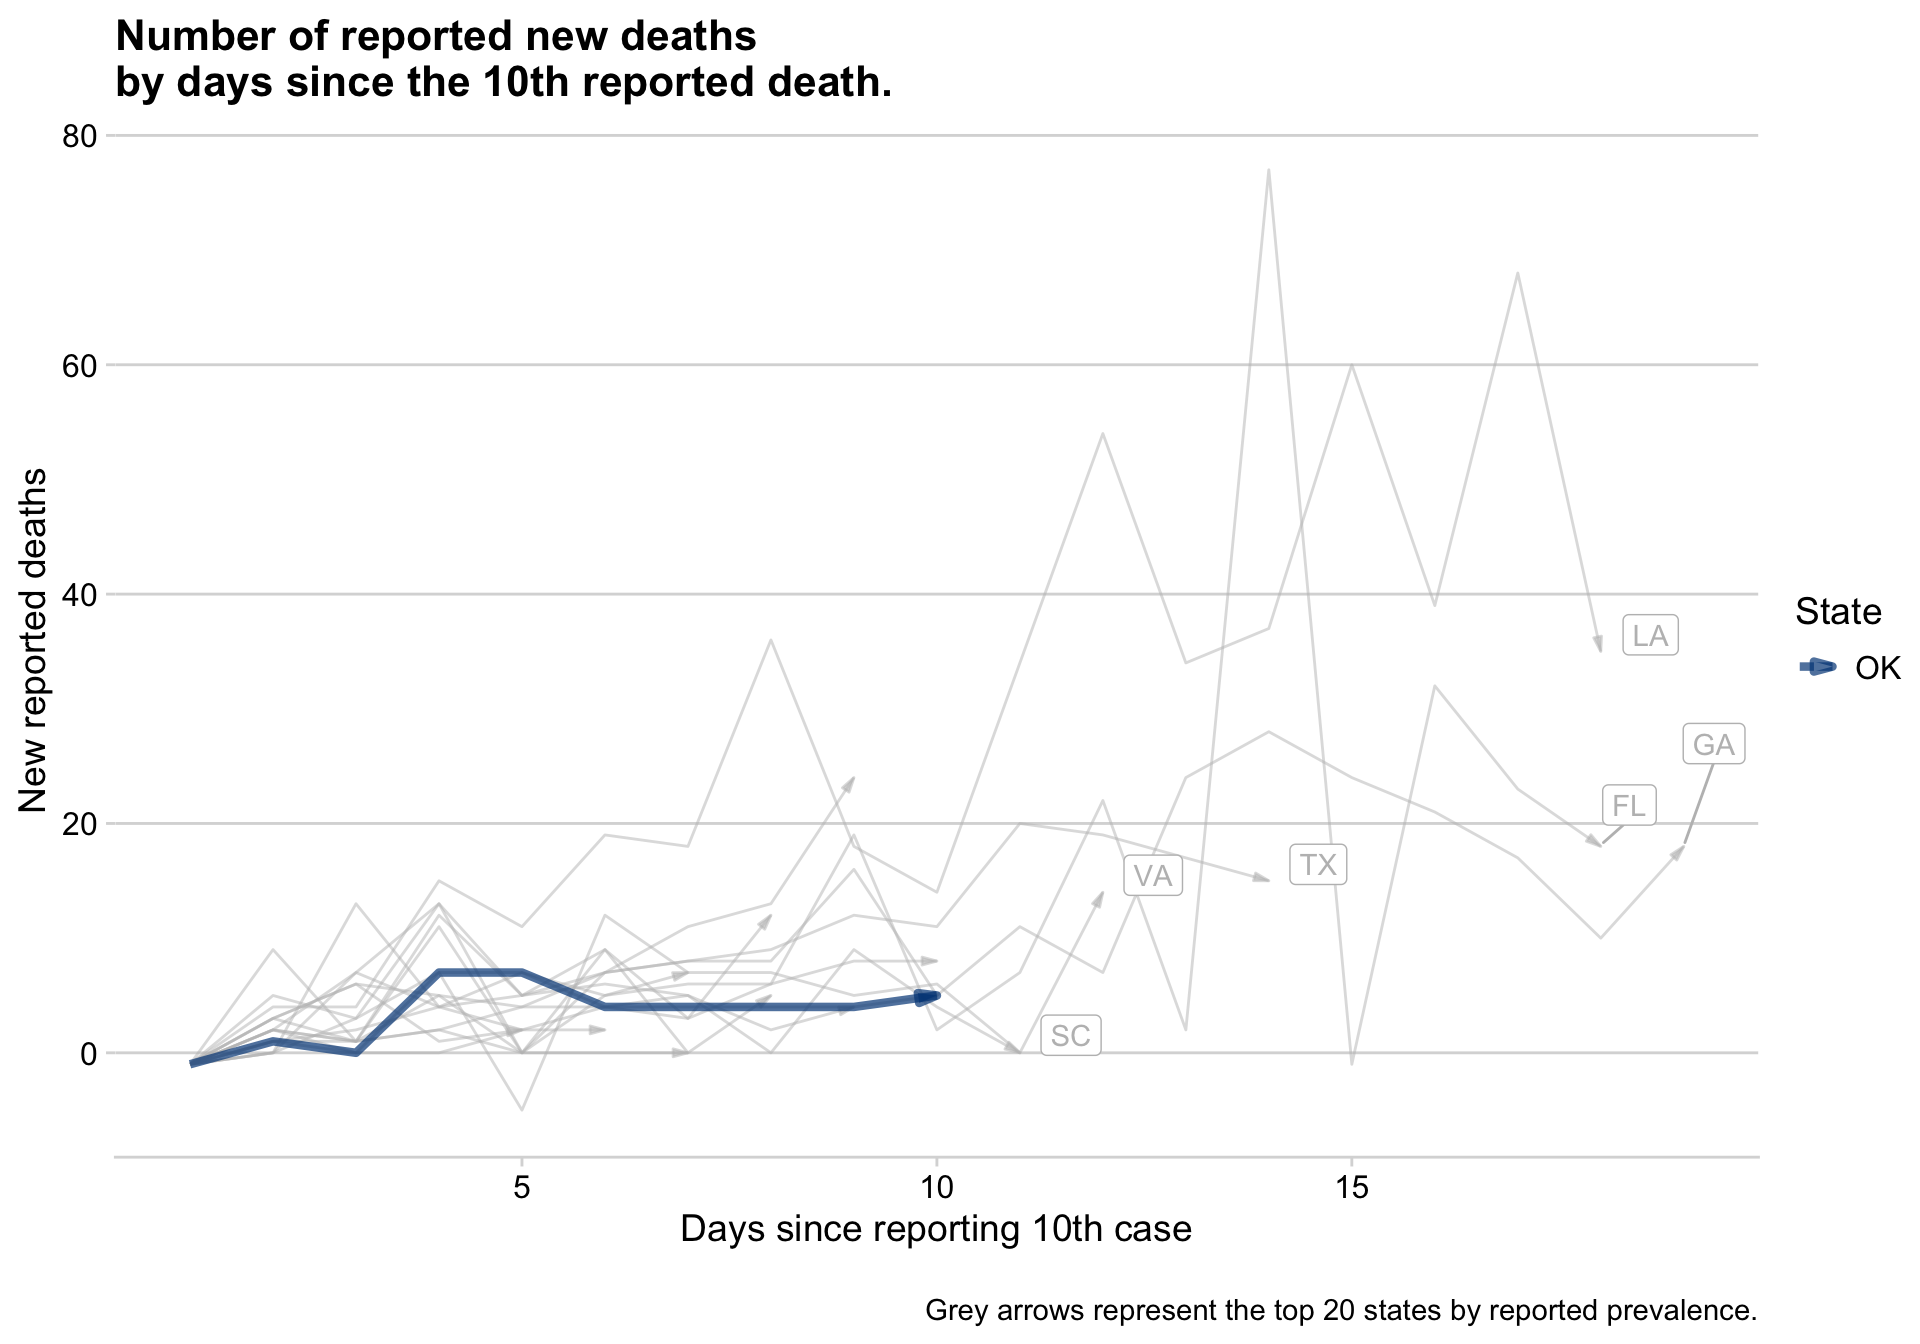 Number of reported new deaths
by days since the 10th reported death.
80
60
40
20
0
New reported deaths
LA
GA
FL
TX
VA
SC
State
OK
5
10
15
Days since reporting 10th case
Grey arrows represent the top 20 states by reported prevalence.